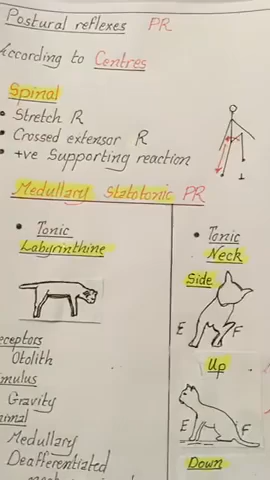 Postural reflexes PR
According to Centres
Spinal
• Stretch R
• Crossed extensor R
• +ve Supporting reaction
Medullary Statotonic PR
• Tonic
Labyrinthine
eceptors
Otolith
imulus
Gravity
nimal
Medullary
Deafferentiated
• Tonic
Neck
Side
E F
Up
E F
Down